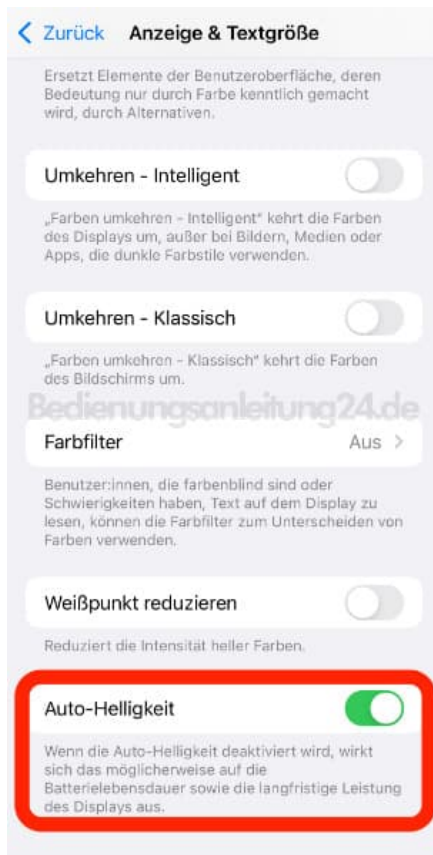 Zurück Anzeige & Textgröße
Ersetzt Elemente der Benutzeroberfläche, deren
Bedeutung nur durch Farbe kenntlich gemacht
wird, durch Alternativen.
Umkehren - Intelligent
„Farben umkehren – Intelligent“ kehrt die Farben
des Displays um, außer bei Bildern, Medien oder
Apps, die dunkle Farbstile verwenden.
Umkehren - Klassisch
„Farben umkehren – Klassisch“ kehrt die Farben
des Bildschirms um.
Bedienungsanleitung24.de
Farbfilter Aus
Benutzer:innen, die farbenblind sind oder
Schwierigkeiten haben, Text auf dem Display zu
lesen, können die Farbfilter zum Unterscheiden von
Farben verwenden.
Weißpunkt reduzieren
Reduziert die Intensität heller Farben.
Auto-Helligkeit
Wenn die Auto-Helligkeit deaktiviert wird, wirkt
sich das möglicherweise auf die
Batterielebensdauer sowie die langfristige Leistung
des Displays aus.